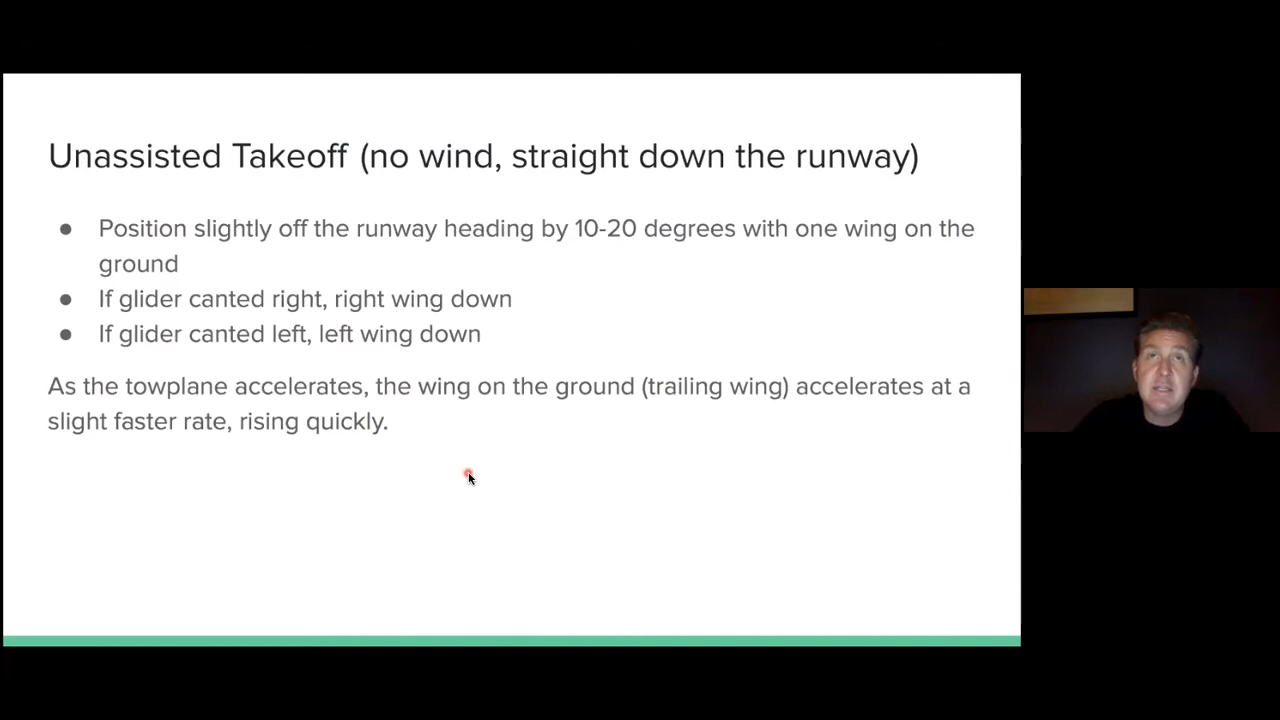 Unassisted Takeoff (no wind, straight down the runway)
● Position slightly off the runway heading by 10-20 degrees with one wing on the
ground
● If glider canted right, right wing down
● If glider canted left, left wing down
As the towplane accelerates, the wing on the ground (trailing wing) accelerates at a
slight faster rate, rising quickly.